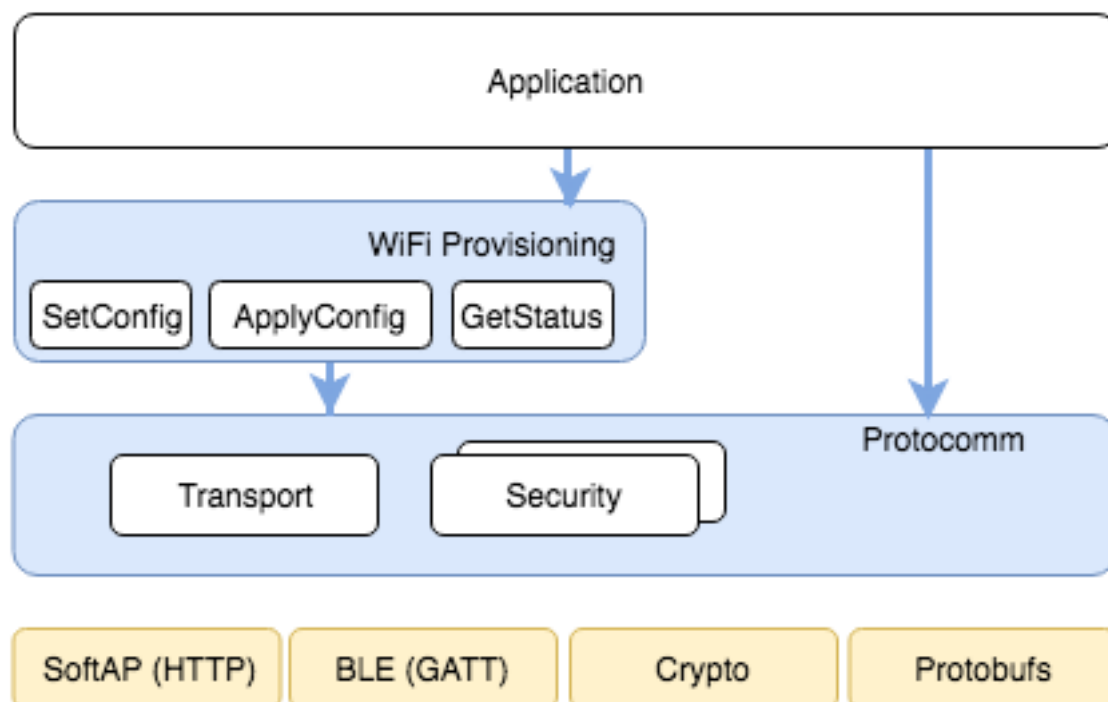 Application
WiFi Provisioning
SetConfig ApplyConfig GetStatus
Protocomm
Transport Security
SoftAP (HTTP) BLE (GATT) Crypto Protobufs